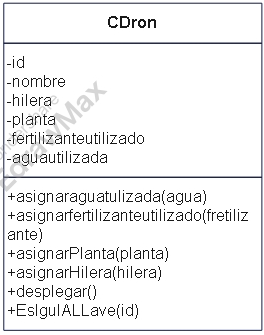 CDron
-id
-nombre
-hilera
-planta
-fertilizanteutilizado
-aguautilizada
+asignaraguatulizada(agua)
+asignarfertilizanteutilizado(fretiliz
ante)
+asignarPlanta(planta)
+asignarHilera(hilera)
+desplegar()
+EsIgulALLave(id)
EdrawMax